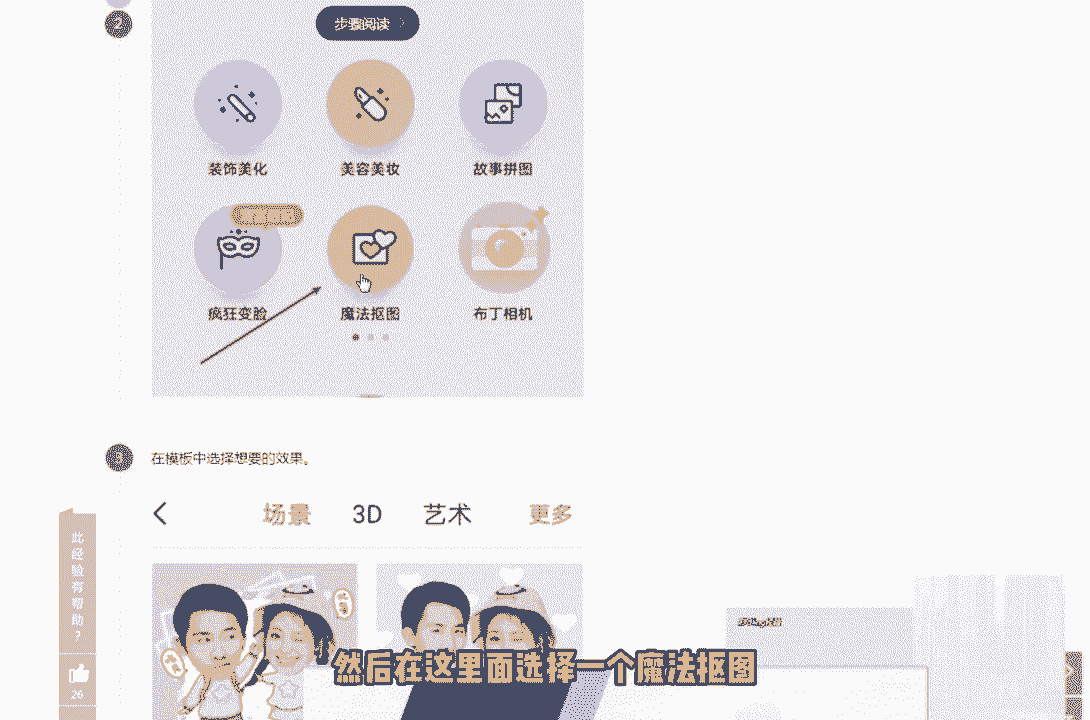 2
步骤阅读 >
装饰美化
美容美妆
故事拼图
疯狂变脸
魔法抠图
布丁相机
3
在模板中选择想要的效果。
场景
3D
艺术
更多
此经验有帮助?
26
然后在这里面选择一个魔法抠图